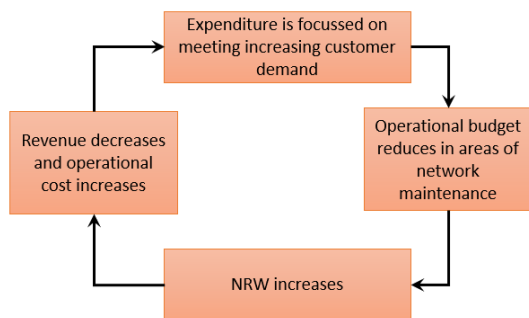 Expenditure is focussed on
meeting increasing customer
demand
Operational budget
reduces in areas of
network
maintenance
NRW increases
Revenue decreases
and operational
cost increases